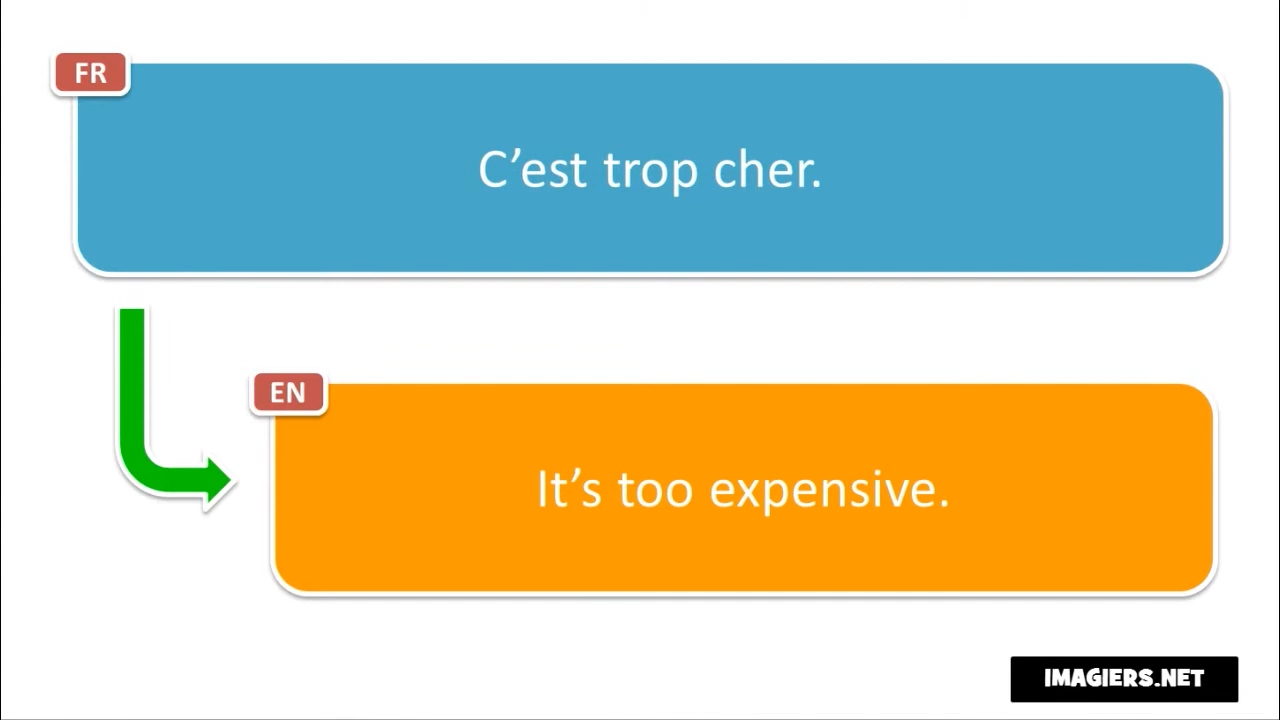 FR
C’est trop cher.
EN
It’s too expensive.
IMAGIERS.NET